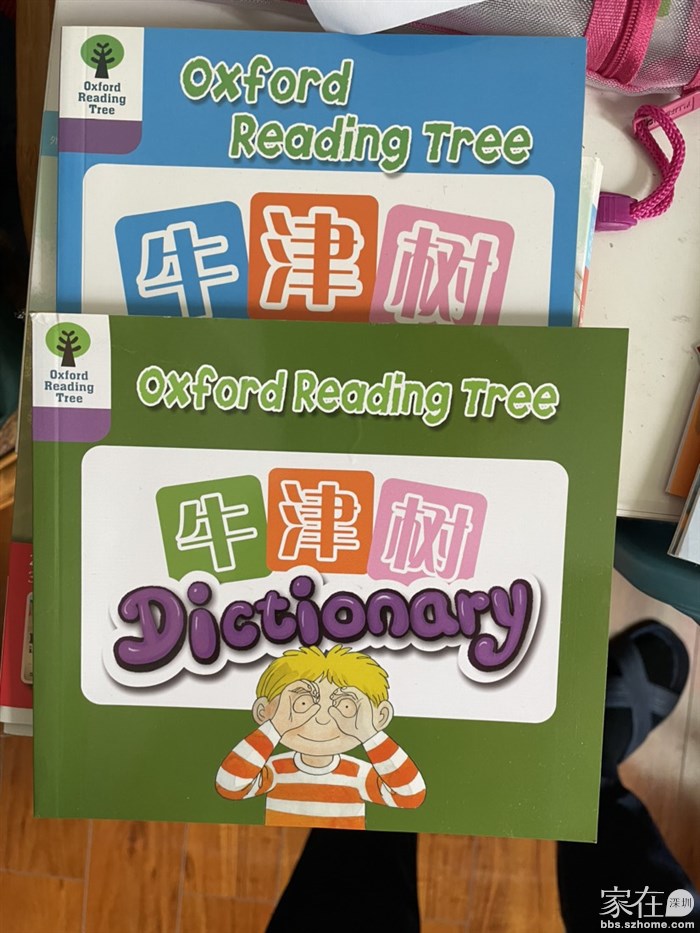 Oxford
Reading
Tree
Oxford
Reading Tree
牛津树
Oxford
Reading
Tree
Oxford Reading Tree
牛津树
Dictionary
家在深圳
bbs.szhome.com